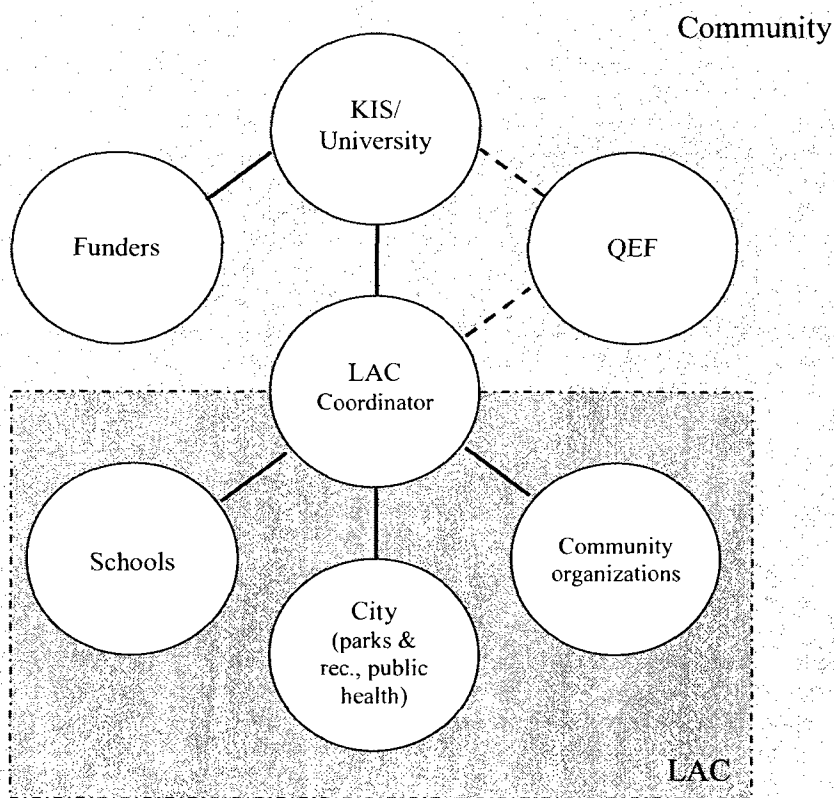 Community
KIS/
University
Funders
QEF
LAC
Coordinator
Schools
Community
organizations
City
(parks &
rec., public
health)
LAC